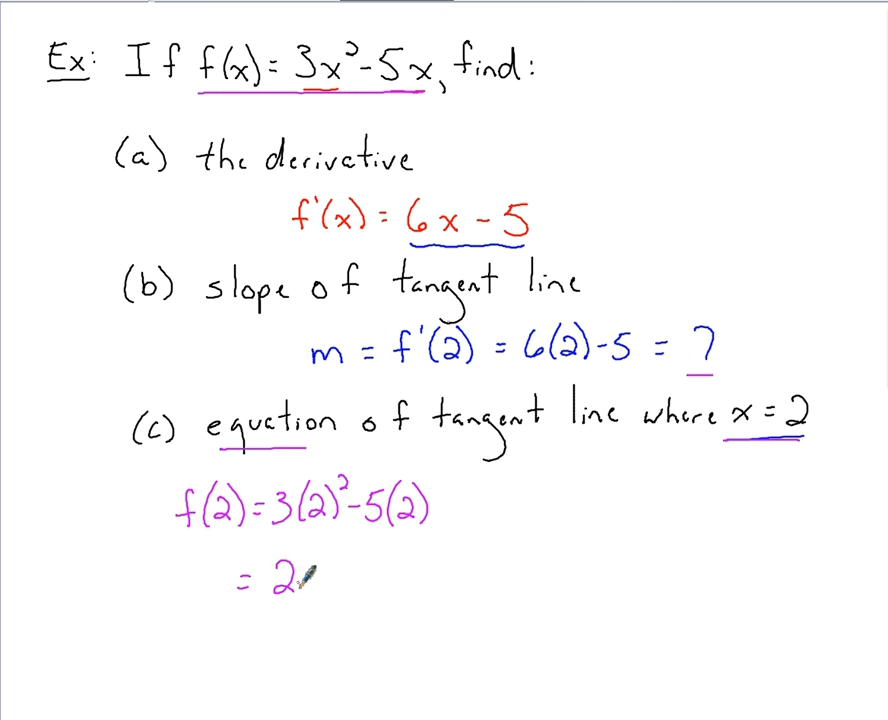 Ex: If f(x) = 3x² - 5x, find:
(a) the derivative
f'(x) = 6x - 5
(b) slope of tangent line
m = f'(2) = 6(2) - 5 = 7
(c) equation of tangent line where x = 2
f(2) = 3(2)² - 5(2)
= 2